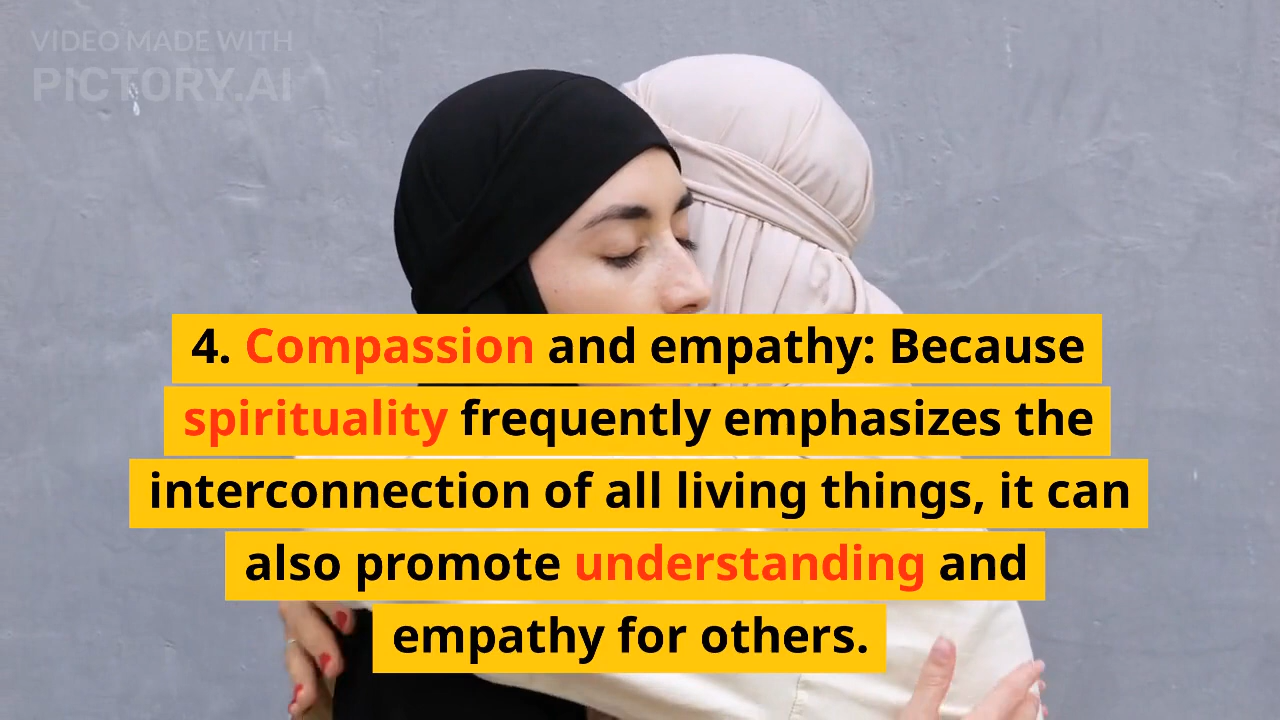 VIDEO MADE WITH
PICTORY.AI
4. Compassion and empathy: Because
spirituality frequently emphasizes the
interconnection of all living things, it can
also promote understanding and
empathy for others.